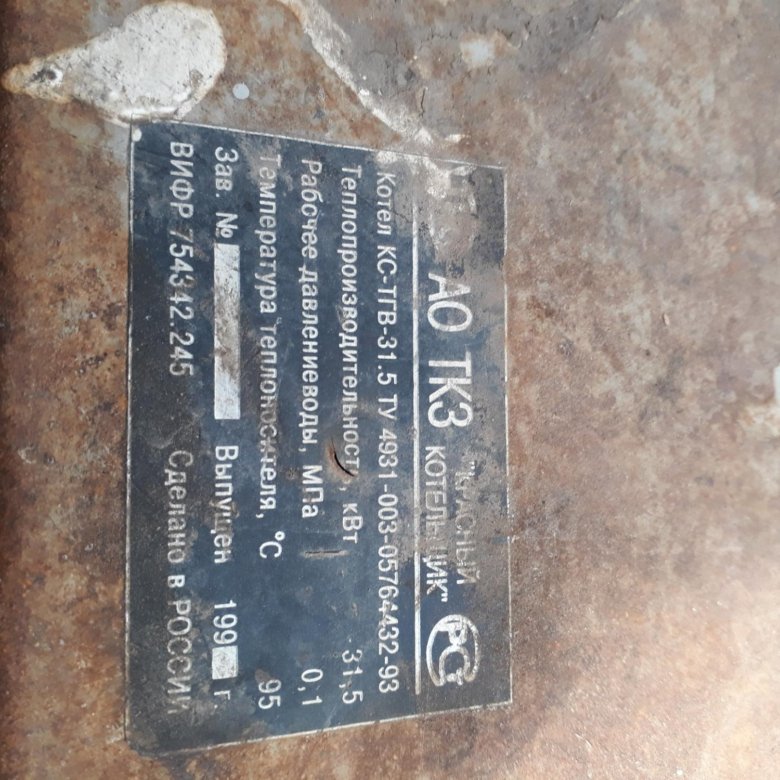 АО ТКЗ "КРАСНЫЙ
КОТЕЛЬЩИК"
Котел КС-ТГВ-31.5 ТУ 4931-003-05764432-93
Теплопроизводительность, кВт 31,5
Рабочее давлениеводы, МПа 0,1
Температура теплоносителя, °С 95
Зав. № Выпущен 199 г.
ВИФР 754342.245 Сделано в РОССИИ